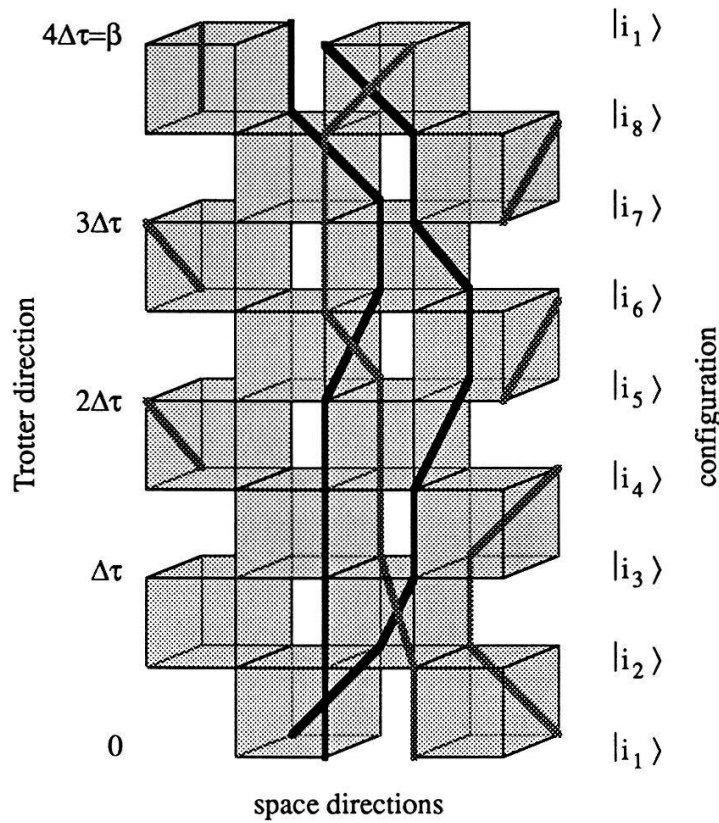 4Δτ=β
3Δτ
2Δτ
Δτ
0
Trotter direction
|i₁⟩
|i₈⟩
|i₇⟩
|i₆⟩
|i₅⟩
|i₄⟩
|i₃⟩
|i₂⟩
|i₁⟩
configuration
space directions